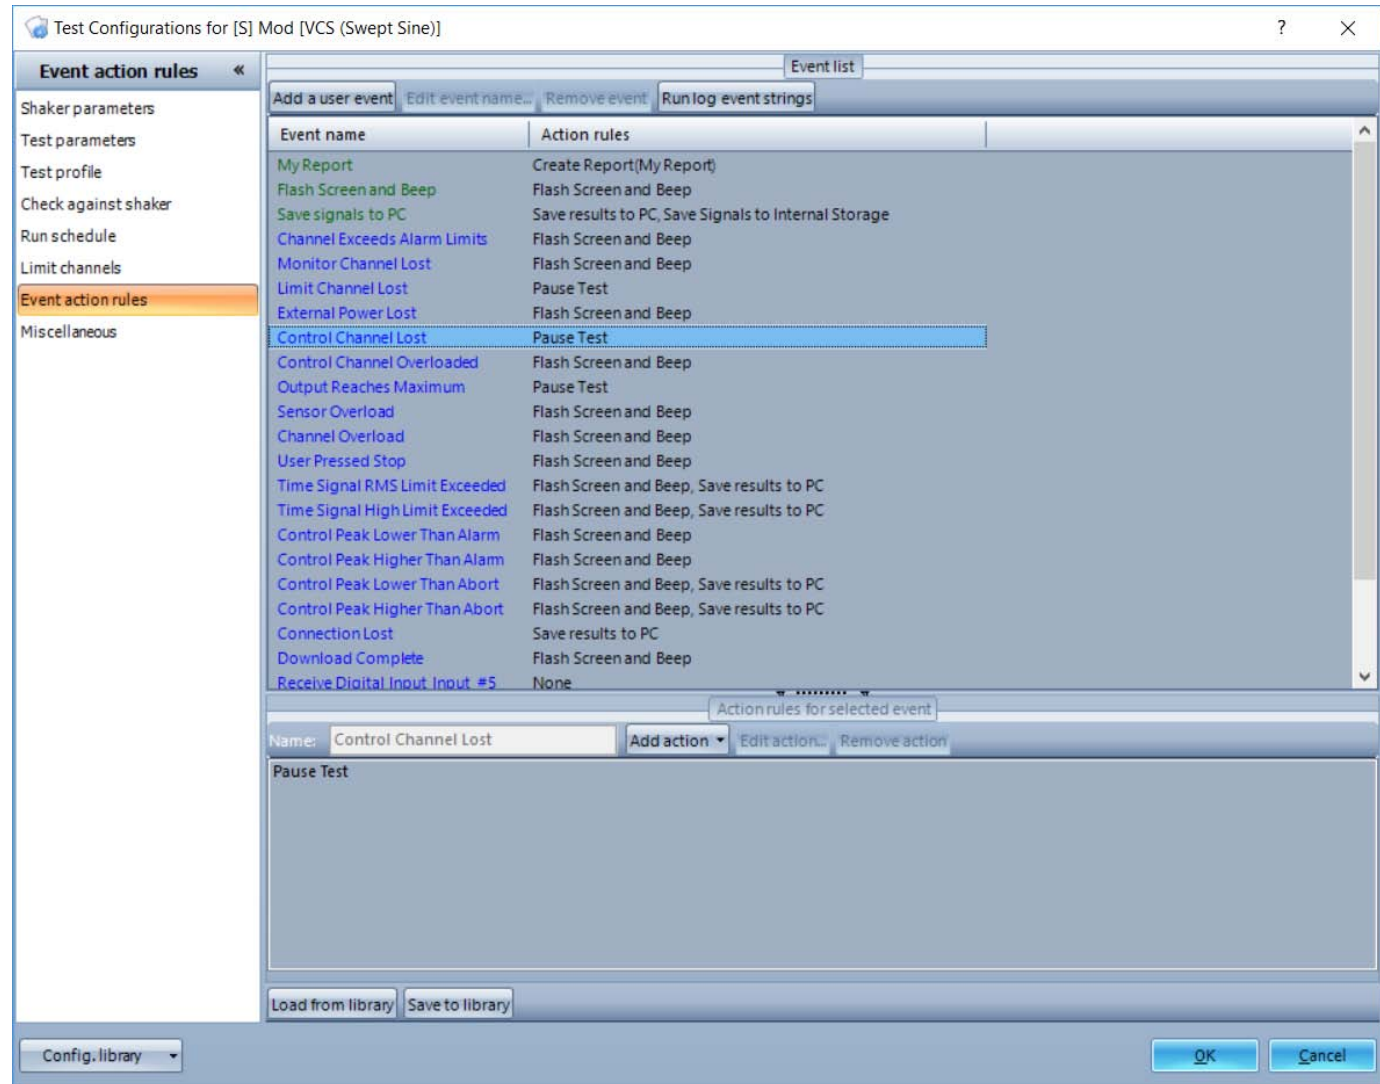 Test Configurations for [S] Mod [VCS (Swept Sine)] ?
Event action rules «
Shaker parameters
Test parameters
Test profile
Check against shaker
Run schedule
Limit channels
Event action rules
Miscellaneous
Event list
Add a user event Edit event name... Remove event Run log event strings
Event name Action rules
My Report Create Report(My Report)
Flash Screen and Beep Flash Screen and Beep
Save signals to PC Save results to PC, Save Signals to Internal Storage
Channel Exceeds Alarm Limits Flash Screen and Beep
Monitor Channel Lost Flash Screen and Beep
Limit Channel Lost Pause Test
External Power Lost Flash Screen and Beep
Control Channel Lost Pause Test
Control Channel Overloaded Flash Screen and Beep
Output Reaches Maximum Pause Test
Sensor Overload Flash Screen and Beep
Channel Overload Flash Screen and Beep
User Pressed Stop Flash Screen and Beep
Time Signal RMS Limit Exceeded Flash Screen and Beep, Save results to PC
Time Signal High Limit Exceeded Flash Screen and Beep, Save results to PC
Control Peak Lower Than Alarm Flash Screen and Beep
Control Peak Higher Than Alarm Flash Screen and Beep
Control Peak Lower Than Abort Flash Screen and Beep, Save results to PC
Control Peak Higher Than Abort Flash Screen and Beep, Save results to PC
Connection Lost Save results to PC
Download Complete Flash Screen and Beep
Receive Digital Input Input #5 None
Action rules for selected event
Name: Control Channel Lost Add action Edit action... Remove action
Pause Test
Load from library Save to library
Config. library OK Cancel